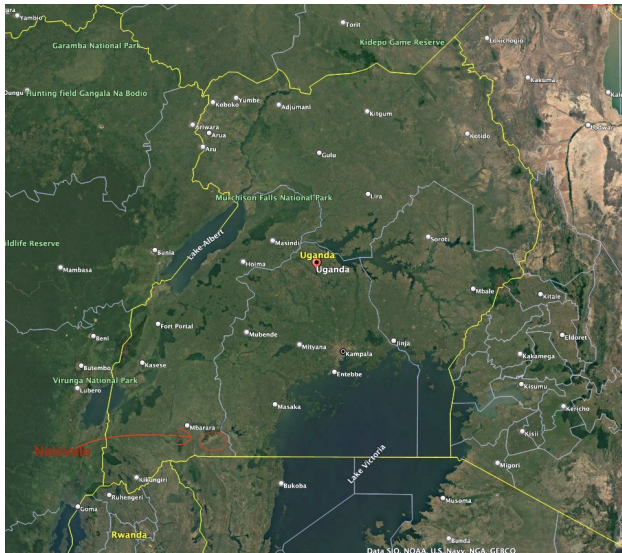 tara
Yambio
Torit
Garamba National Park
Kidepo Game Reserve
Lokichogio
Kakuma
Dungu
Hunting field Gangala Na Bodio
Koboko
Yumbe
Adjumani
Kitgum
Lodwar
Ariwara
Arua
Aru
Kotido
Gulu
Murchison Falls National Park
Lira
Lake Albert
Masindi
Soroti
ildlife Reserve
Bunia
Hoima
Uganda
Uganda
Mambasa
Mbale
Kitale
Fort Portal
Mubende
Mityana
Jinja
Eldoret
Beni
Kampala
Kakamega
Butembo
Kasese
Entebbe
Virunga National Park
Lubero
Kisumu
Masaka
Kericho
Mbarara
Kisii
Nakivale
Lake Victoria
Migori
Kikungiri
Bukoba
Ruhengeri
Goma
Musoma
Rwanda
Bunda
Data SIO, NOAA, U.S. Navy, NGA, GEBCO